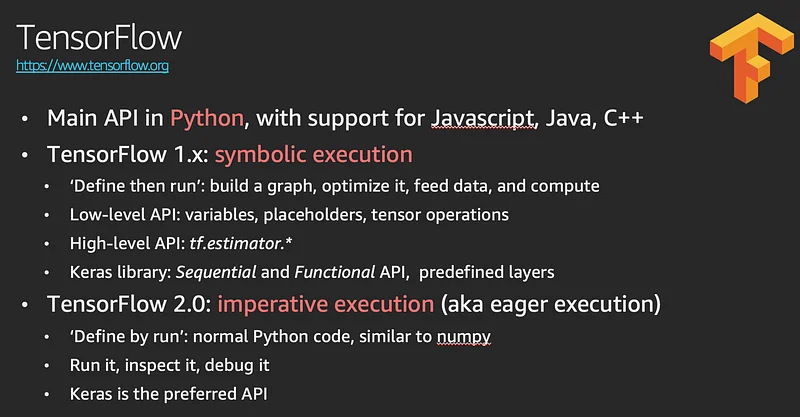 TensorFlow
https://www.tensorflow.org
• Main API in Python, with support for Javascript, Java, C++
• TensorFlow 1.x: symbolic execution
• ‘Define then run’: build a graph, optimize it, feed data, and compute
• Low-level API: variables, placeholders, tensor operations
• High-level API: tf.estimator.*
• Keras library: Sequential and Functional API, predefined layers
• TensorFlow 2.0: imperative execution (aka eager execution)
• ‘Define by run’: normal Python code, similar to numpy
• Run it, inspect it, debug it
• Keras is the preferred API